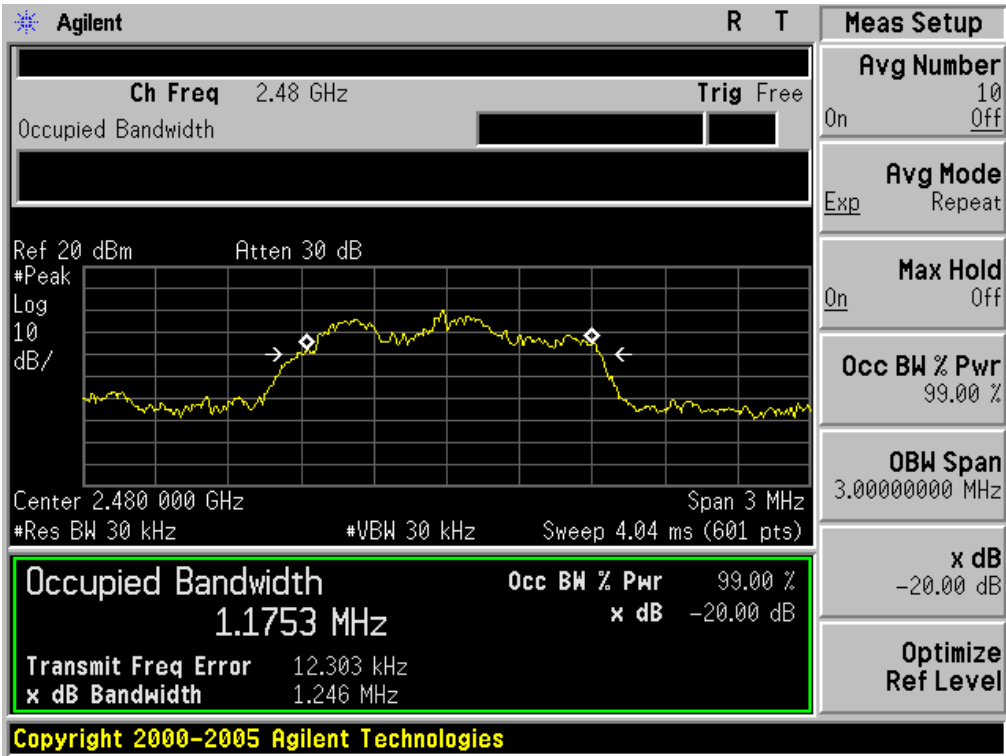 Agilent R T
Ch Freq 2.48 GHz Trig Free
Occupied Bandwidth
Ref 20 dBm Atten 30 dB
#Peak
Log
10
dB/
Center 2.480 000 GHz Span 3 MHz
#Res BW 30 kHz #VBW 30 kHz Sweep 4.04 ms (601 pts)
Occupied Bandwidth Occ BW % Pwr 99.00 %
1.1753 MHz x dB -20.00 dB
Transmit Freq Error 12.303 kHz
x dB Bandwidth 1.246 MHz
Copyright 2000-2005 Agilent Technologies
Meas Setup
Avg Number
10
On Off
Avg Mode
Exp Repeat
Max Hold
On Off
Occ BW % Pwr
99.00 %
OBW Span
3.00000000 MHz
x dB
-20.00 dB
Optimize
Ref Level